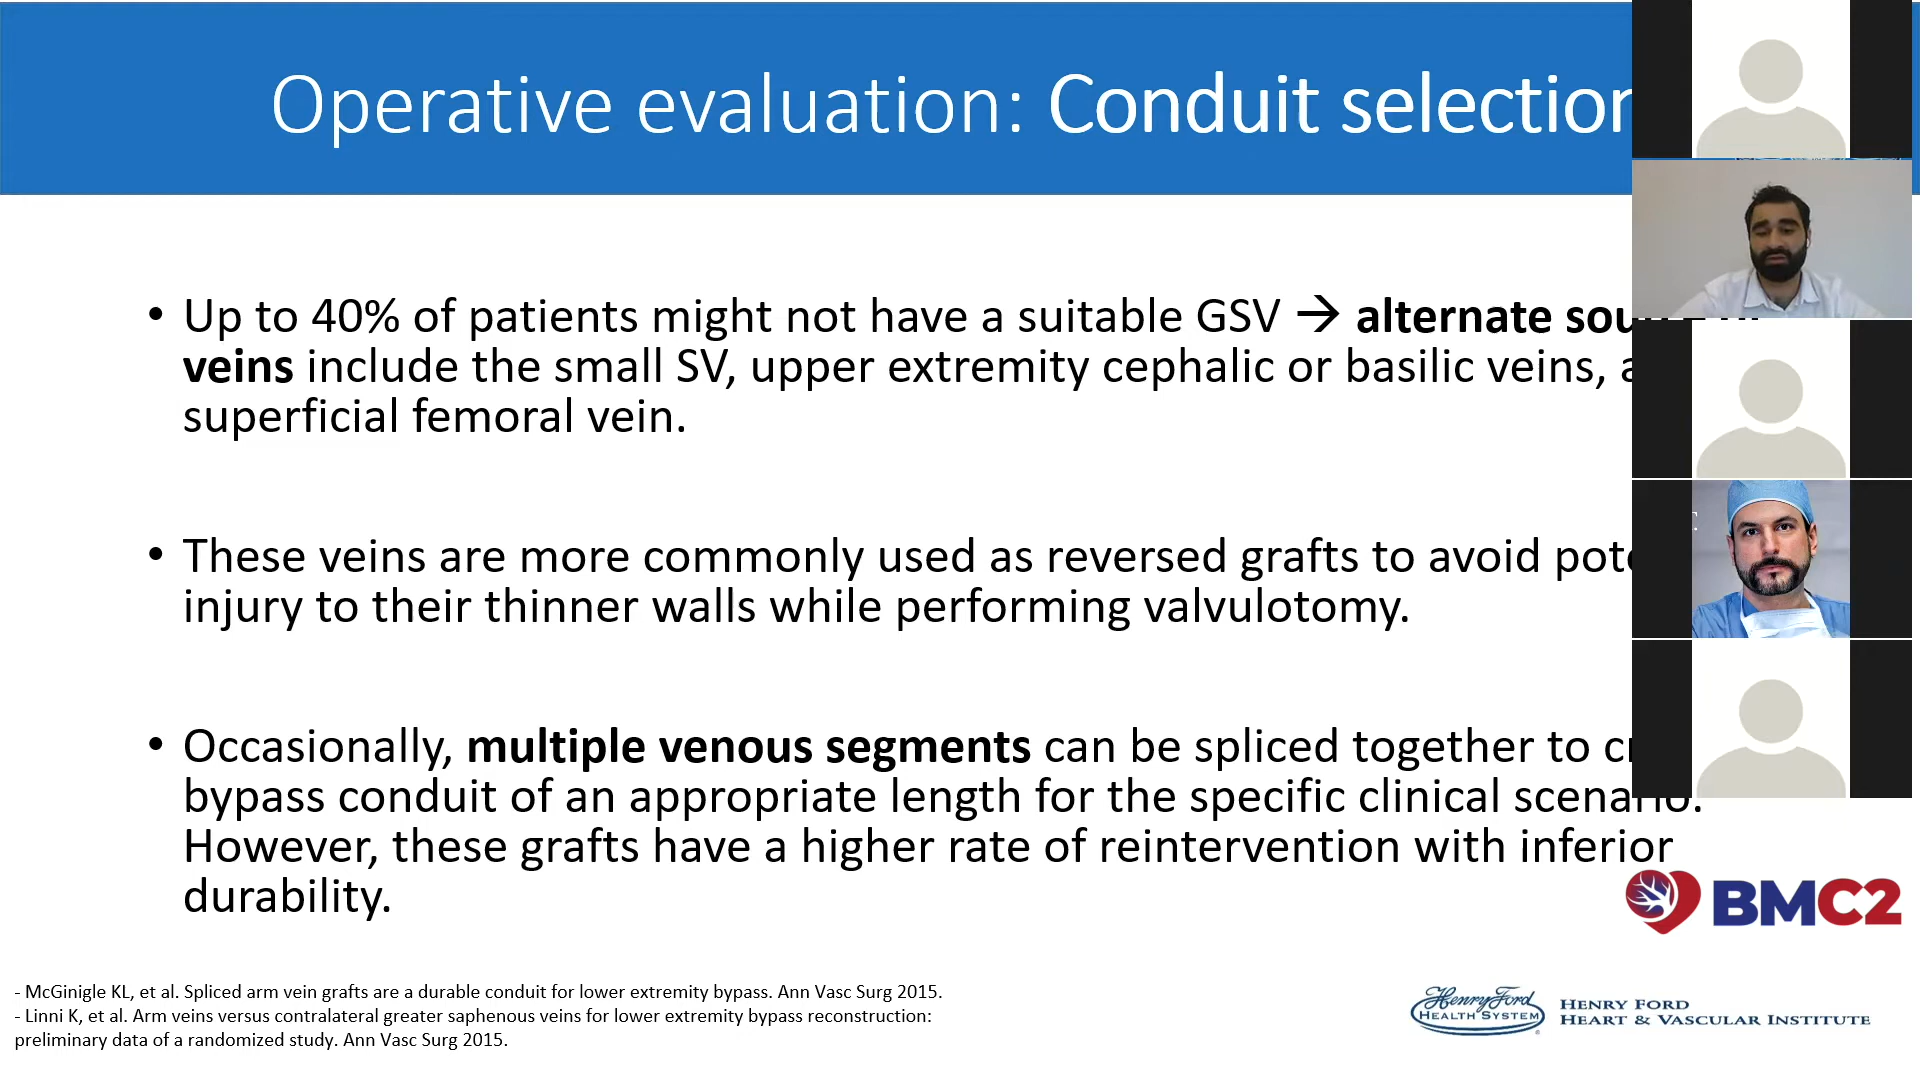 Operative evaluation: Conduit selection
• Up to 40% of patients might not have a suitable GSV → alternate
veins include the small SV, upper extremity cephalic or basilic veins,
superficial femoral vein.
• These veins are more commonly used as reversed grafts to avoid
injury to their thinner walls while performing valvulotomy.
• Occasionally, multiple venous segments can be spliced together to
bypass conduit of an appropriate length for the specific clinical scenario.
However, these grafts have a higher rate of reintervention with inferior
durability.
BMC2
- McGinigle KL, et al. Spliced arm vein grafts are a durable conduit for lower extremity bypass. Ann Vasc Surg 2015.
- Linni K, et al. Arm veins versus contralateral greater saphenous veins for lower extremity bypass reconstruction:
preliminary data of a randomized study. Ann Vasc Surg 2015.
Henry Ford
HEALTH SYSTEM
HENRY FORD
HEART & VASCULAR INSTITUTE